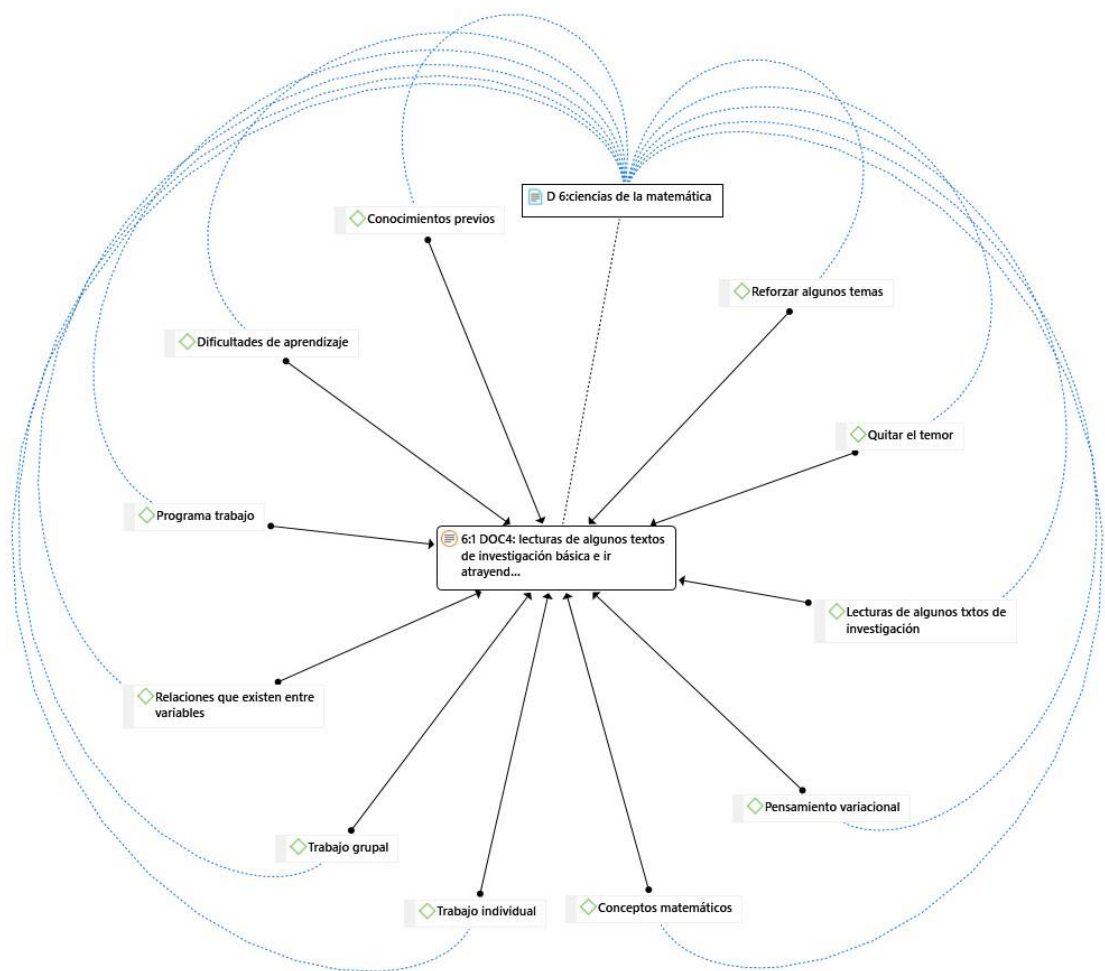 D 6:ciencias de la matemática
Conocimientos previos
Reforzar algunos temas
Dificultades de aprendizaje
Quitar el temor
Programa trabajo
6:1 DOC4: lecturas de algunos textos
de investigación básica e ir
atrayend...
Lecturas de algunos txtos de
investigación
Relaciones que existen entre
variables
Pensamiento variacional
Trabajo grupal
Trabajo individual
Conceptos matemáticos